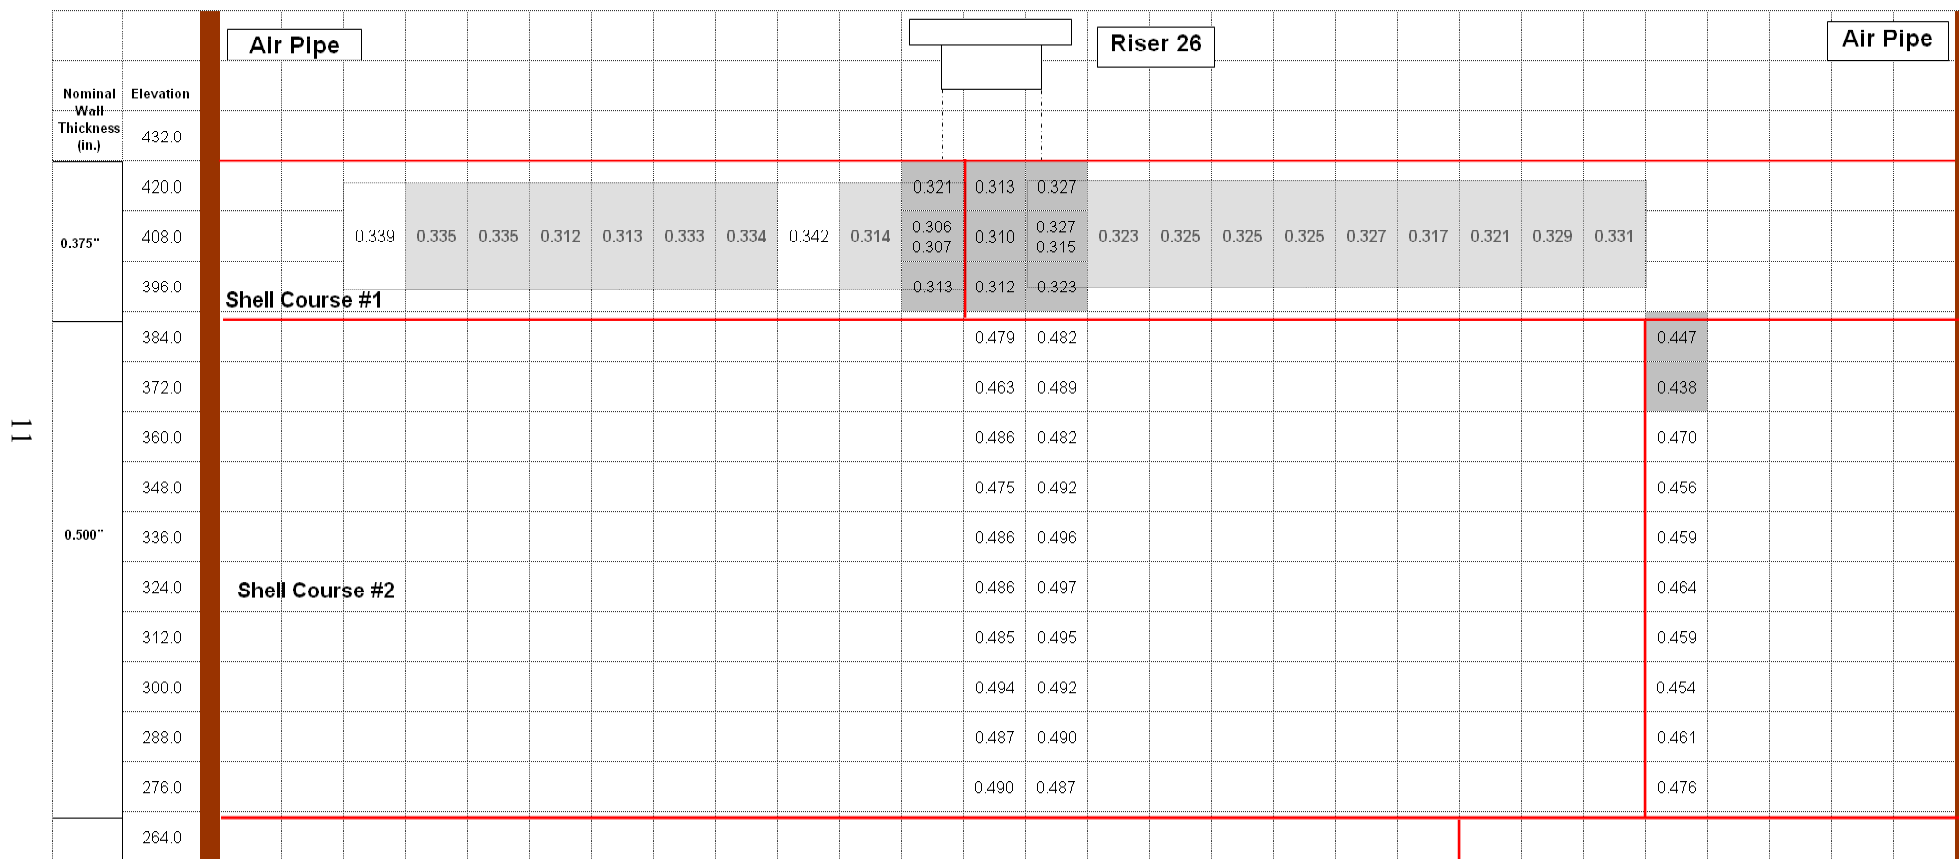 Air Pipe
Riser 26
Air Pipe
Nominal
Wall
Thickness
(in.)
Elevation
432.0
420.0 0.321 0.313 0.327
0.375"
408.0 0.339 0.335 0.335 0.312 0.313 0.333 0.334 0.342 0.314 0.306 0.307 0.310 0.327 0.315 0.323 0.325 0.325 0.325 0.327 0.317 0.321 0.329 0.331
396.0 0.313 0.312 0.323
Shell Course #1
384.0 0.479 0.482 0.447
372.0 0.463 0.489 0.438
360.0 0.486 0.482 0.470
348.0 0.475 0.492 0.456
0.500"
336.0 0.486 0.496 0.459
324.0 0.486 0.497 0.464
Shell Course #2
312.0 0.485 0.495 0.459
300.0 0.494 0.492 0.454
288.0 0.487 0.490 0.461
276.0 0.490 0.487 0.476
264.0
11